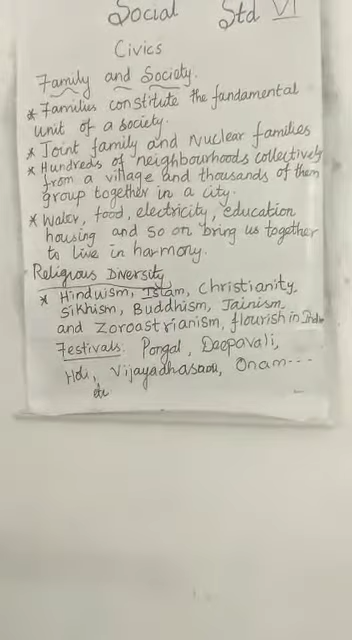 Social Std VI
Civics
Family and Society.
* Families constitute the fandamental
unit of a society.
* Joint family and Nuclear families
* Hundreds of neighbourhoods collectively
from a village and thousands of them
group together in a city.
* Water, food, electricity, education
housing and so on bring us together
to live in harmony.
Religious Diversity
* Hinduism, Islam, Christianity,
Sikhism, Buddhism, Jainism
and Zoroastrianism, flourish in India
Festivals: Pongal, Deepavali,
Holi, Vijayadhasami, Onam---
etc